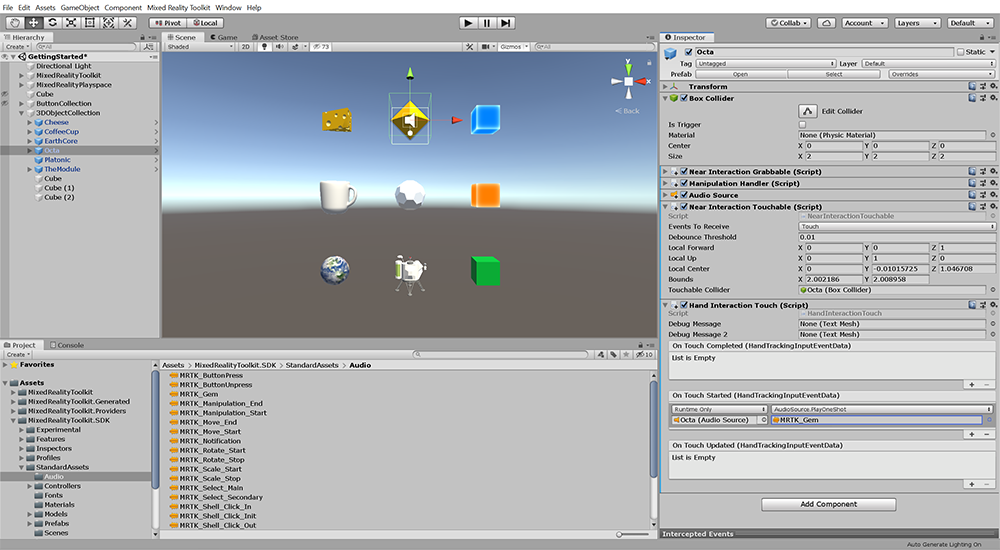 File Edit Assets GameObject Component Mixed Reality Toolkit Window Help
Pivot Local Collab Account Layers Default
Hierarchy
Create All
GettingStarted*
Directional Light
MixedRealityToolkit
MixedRealityPlayspace
Cube
ButtonCollection
3DObjectCollection
Cheese
CoffeeCup
EarthCore
Octa
Platonic
TheModule
Cube
Cube (1)
Cube (2)
Scene Game Asset Store
Shaded 2D 73 Gizmos All
y
x
Back
Project Console
Create 10
Favorites
Assets
MixedRealityToolkit
MixedRealityToolkit.Generated
MixedRealityToolkit.Providers
MixedRealityToolkit.SDK
Experimental
Features
Inspectors
Profiles
StandardAssets
Audio
Controllers
Fonts
Materials
Models
Prefabs
Scenes
Assets MixedRealityToolkit.SDK StandardAssets Audio
MRTK_ButtonPress
MRTK_ButtonUnpress
MRTK_Gem
MRTK_Manipulation_End
MRTK_Manipulation_Start
MRTK_Move_End
MRTK_Move_Start
MRTK_Notification
MRTK_Rotate_Start
MRTK_Rotate_Stop
MRTK_Scale_Start
MRTK_Scale_Stop
MRTK_Select_Main
MRTK_Select_Secondary
MRTK_Shell_Click_In
MRTK_Shell_Click_Init
MRTK_Shell_Click_Out
Inspector
Octa Static
Tag Untagged Layer Default
Prefab Open Select Overrides
Transform
Box Collider
Edit Collider
Is Trigger
Material None (Physic Material)
Center X 0 Y 0 Z 0
Size X 2 Y 2 Z 2
Near Interaction Grabbable (Script)
Manipulation Handler (Script)
Audio Source
Near Interaction Touchable (Script)
Script NearInteractionTouchable
Events To Receive Touch
Debounce Threshold 0.01
Local Forward X 0 Y 0 Z 1
Local Up X 0 Y 1 Z 0
Local Center X 0 Y -0.01015725 Z 1.046708
Bounds X 2.002186 Y 2.008958
Touchable Collider Octa (Box Collider)
Hand Interaction Touch (Script)
Script HandInteractionTouch
Debug Message None (Text Mesh)
Debug Message 2 None (Text Mesh)
On Touch Completed (HandTrackingInputEventData)
List is Empty
On Touch Started (HandTrackingInputEventData)
Runtime Only AudioSource.PlayOneShot
Octa (Audio Source) MRTK_Gem
On Touch Updated (HandTrackingInputEventData)
List is Empty
Add Component
Intercepted Events
Auto Generate Lighting On